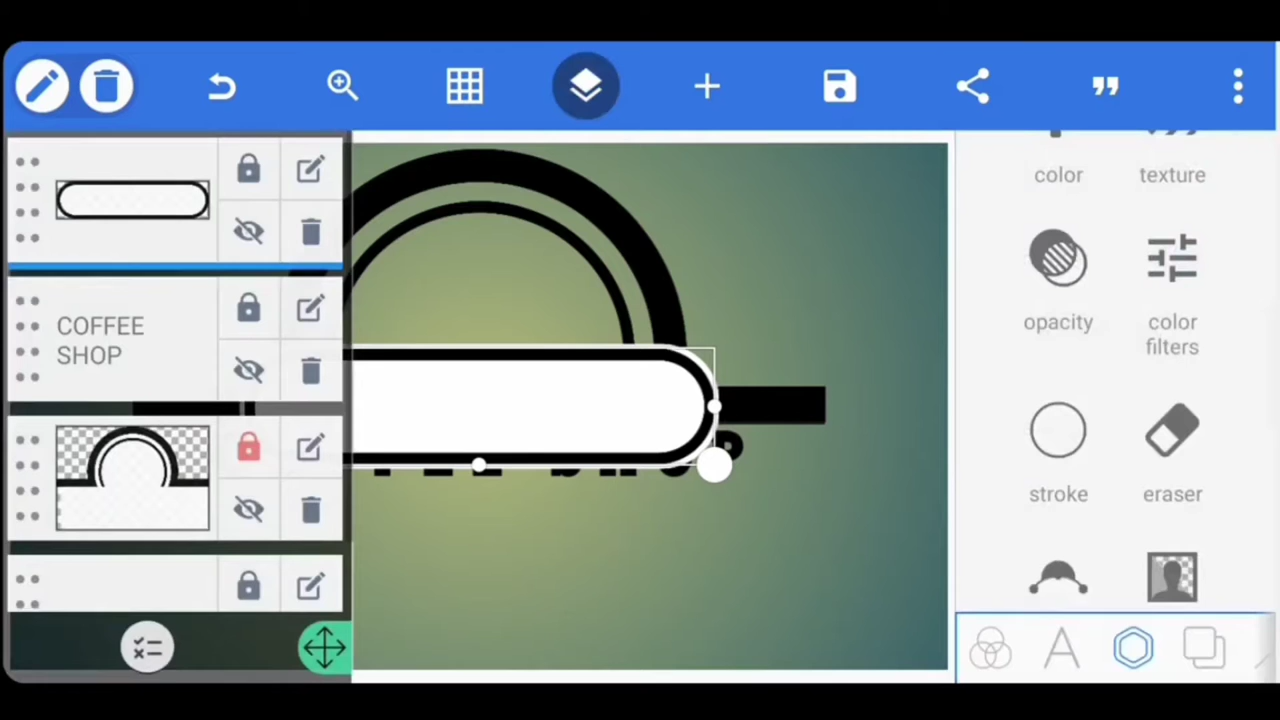 color
texture
COFFEE
SHOP
opacity
color
filters
stroke
eraser